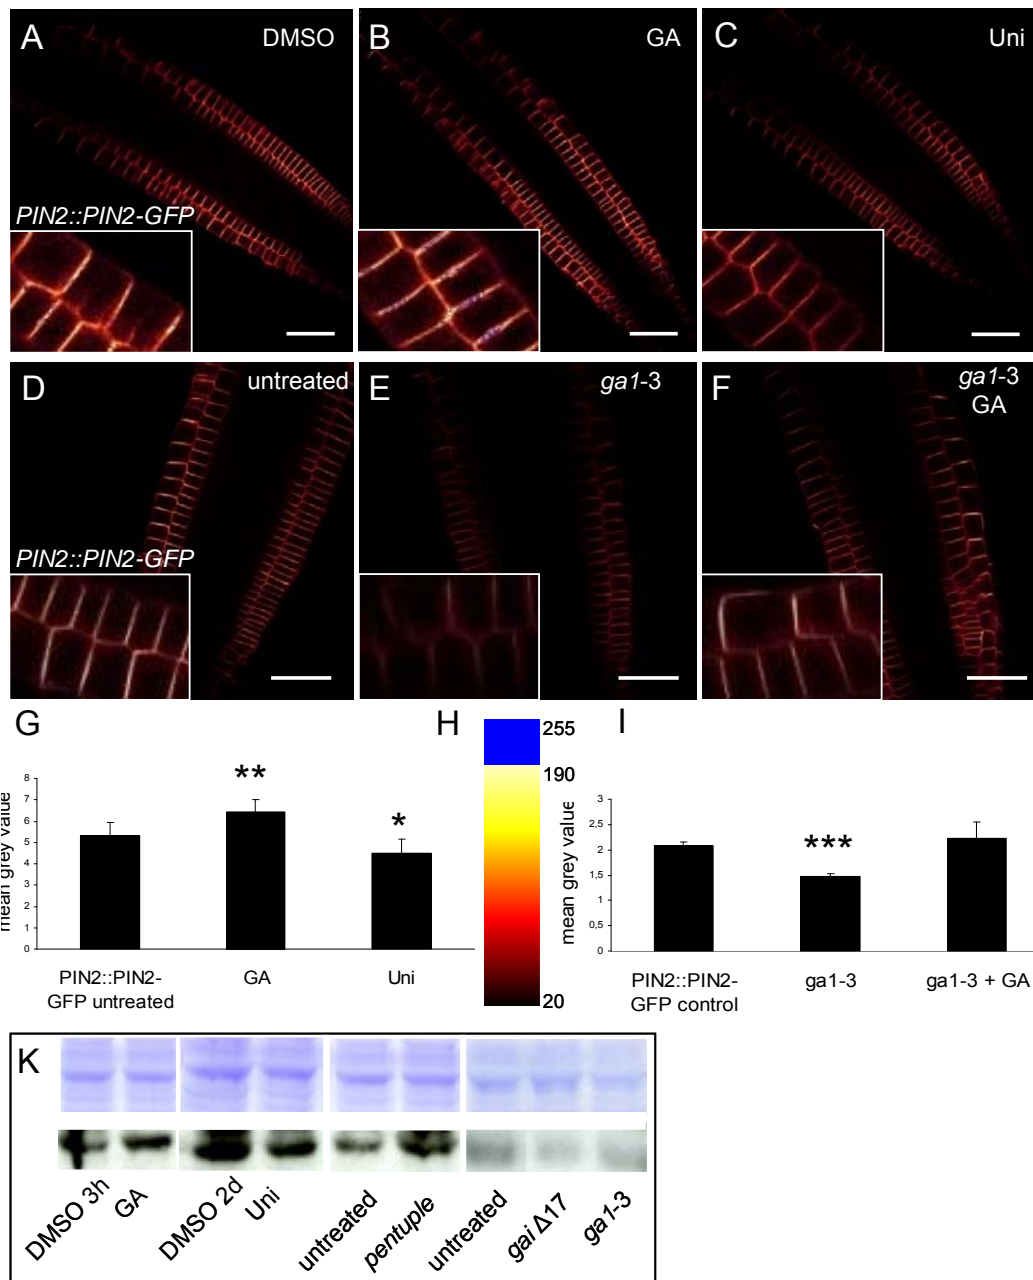 A
DMSO
B
GA
C
Uni
PIN2::PIN2-GFP
D
untreated
E
ga1-3
F
ga1-3
GA
PIN2::PIN2-GFP
G
mean grey value
8
7
6
5
4
3
2
1
0
**
*
PIN2::PIN2-
GFP untreated
GA
Uni
H
255
190
20
I
mean grey value
3
2,5
2
1,5
1
0,5
0
***
PIN2::PIN2-
GFP control
ga1-3
ga1-3 + GA
K
DMSO 3h
GA
DMSO 2d
Uni
untreated
pentuple
untreated
gai Δ17
ga1-3